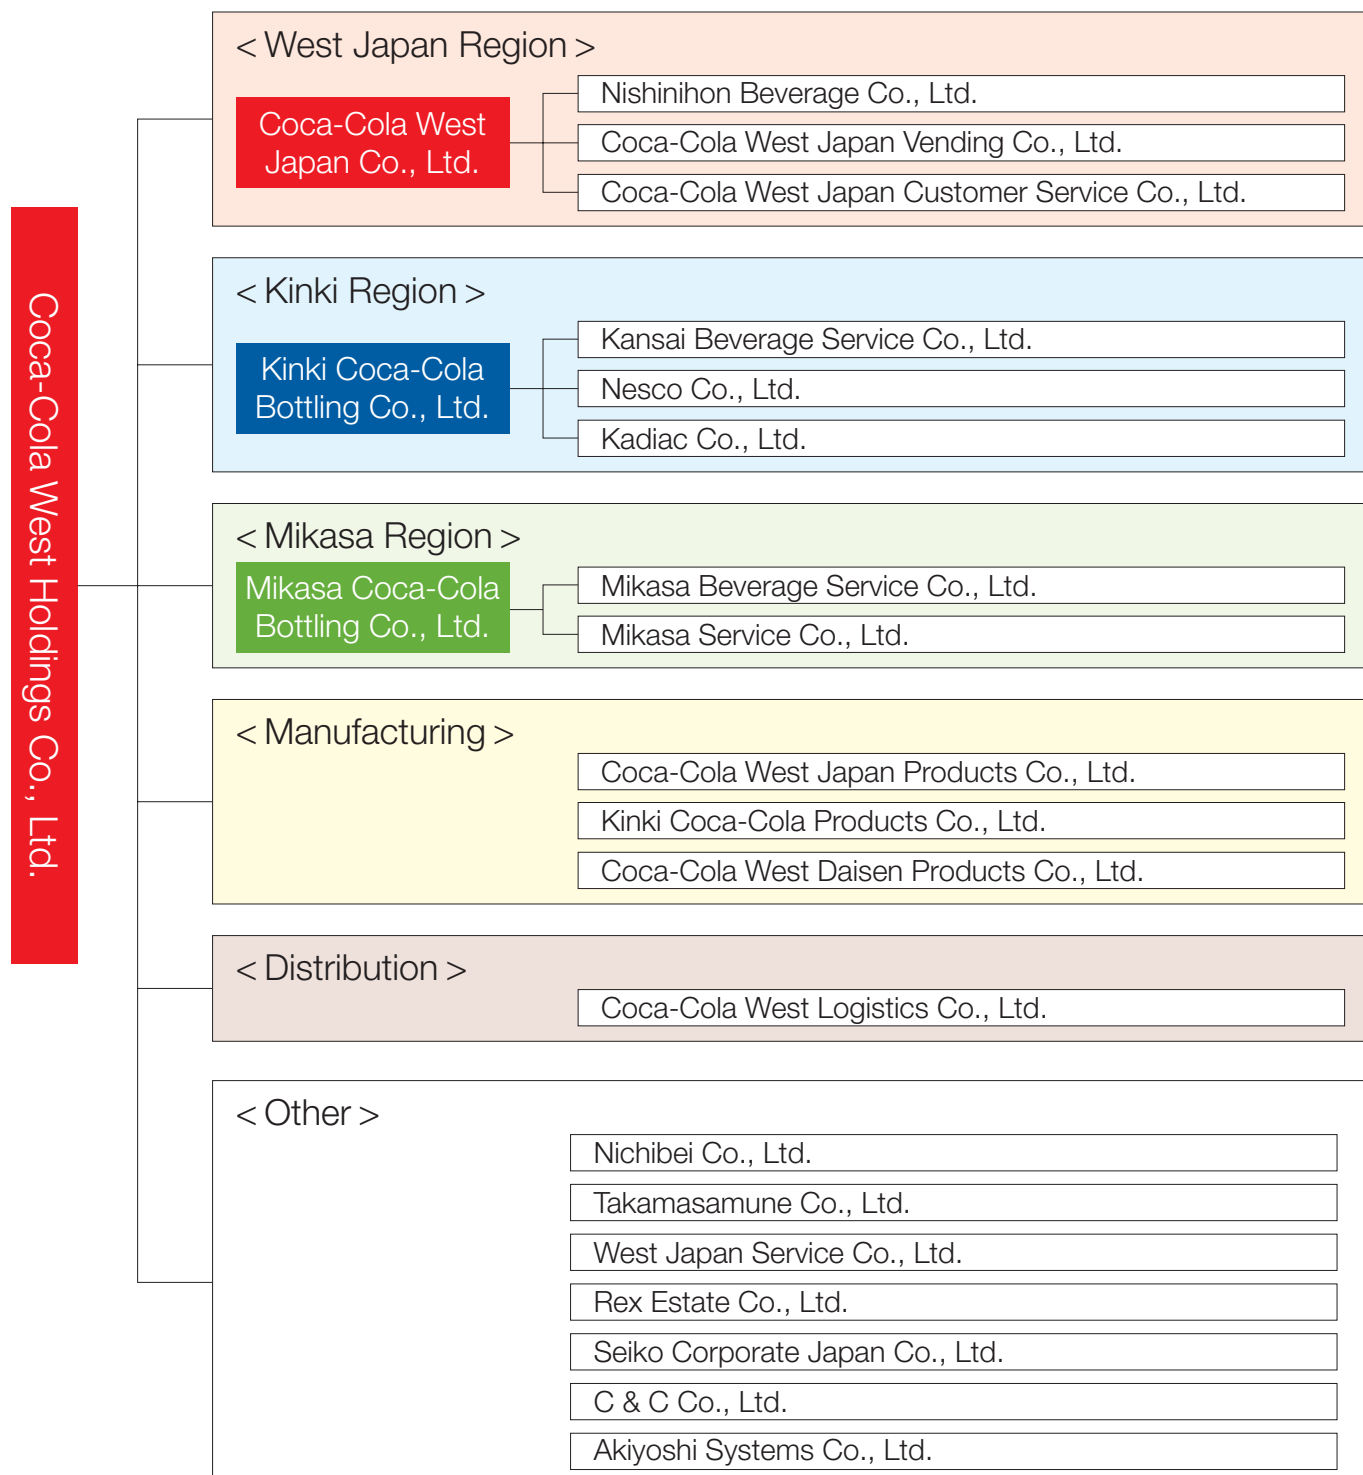 Coca-Cola West Holdings Co., Ltd.
< West Japan Region >
Coca-Cola West
Japan Co., Ltd.
Nishinihon Beverage Co., Ltd.
Coca-Cola West Japan Vending Co., Ltd.
Coca-Cola West Japan Customer Service Co., Ltd.
< Kinki Region >
Kinki Coca-Cola
Bottling Co., Ltd.
Kansai Beverage Service Co., Ltd.
Nesco Co., Ltd.
Kadiac Co., Ltd.
< Mikasa Region >
Mikasa Coca-Cola
Bottling Co., Ltd.
Mikasa Beverage Service Co., Ltd.
Mikasa Service Co., Ltd.
< Manufacturing >
Coca-Cola West Japan Products Co., Ltd.
Kinki Coca-Cola Products Co., Ltd.
Coca-Cola West Daisen Products Co., Ltd.
< Distribution >
Coca-Cola West Logistics Co., Ltd.
< Other >
Nichibei Co., Ltd.
Takamasamune Co., Ltd.
West Japan Service Co., Ltd.
Rex Estate Co., Ltd.
Seiko Corporate Japan Co., Ltd.
C & C Co., Ltd.
Akiyoshi Systems Co., Ltd.